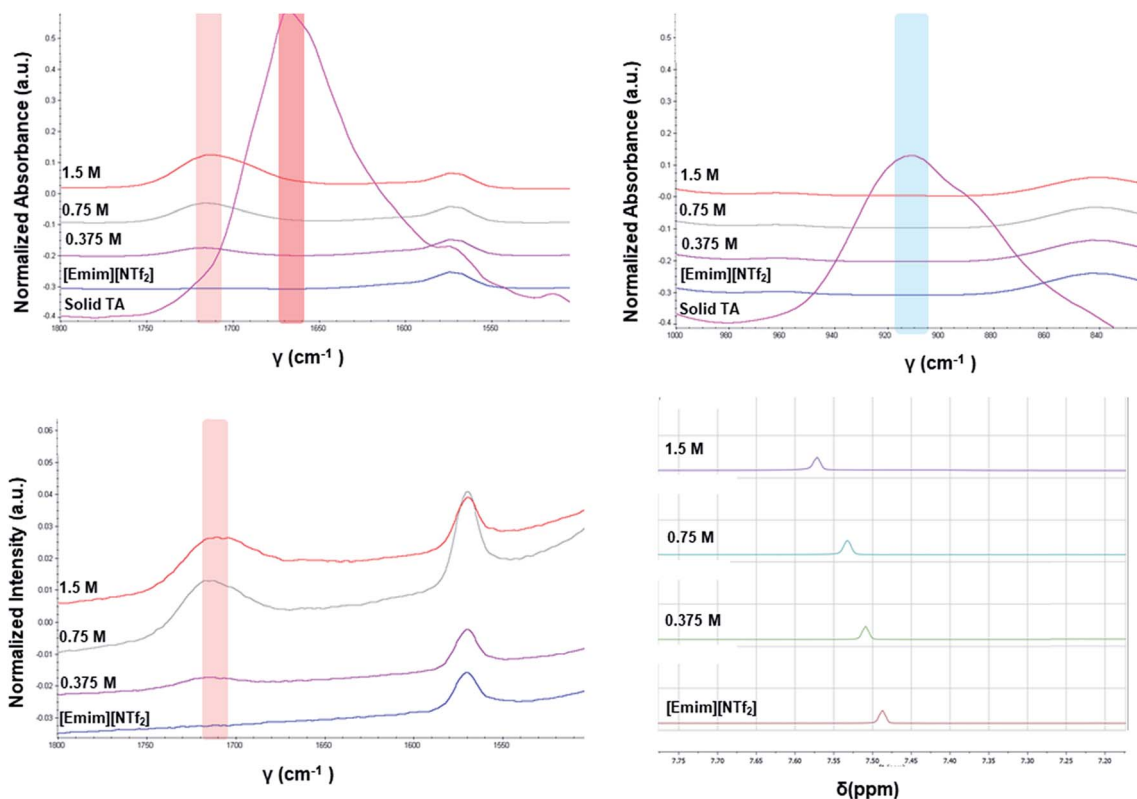 Normalized Absorbance (a.u.)
0.5
0.4
0.3
0.2
0.1
-0.0
-0.1
-0.2
-0.3
-0.4
1.5 M
0.75 M
0.375 M
[Emim][NTf₂]
Solid TA
1800 1750 1700 1650 1600 1550
γ (cm⁻¹ )
Normalized Absorbance (a.u.)
0.5
0.4
0.3
0.2
0.1
-0.0
-0.1
-0.2
-0.3
-0.4
1.5 M
0.75 M
0.375 M
[Emim][NTf₂]
Solid TA
1000 980 960 940 920 900 880 860 840
γ (cm⁻¹ )
Normalized Intensity (a.u.)
0.06
0.05
0.04
0.03
0.02
0.01
0.00
-0.01
-0.02
-0.03
1.5 M
0.75 M
0.375 M
[Emim][NTf₂]
1800 1750 1700 1650 1600 1550
γ (cm⁻¹ )
1.5 M
0.75 M
0.375 M
[Emim][NTf₂]
7.75 7.70 7.65 7.60 7.55 7.50 7.45 7.40 7.35 7.30 7.25 7.20
δ(ppm)